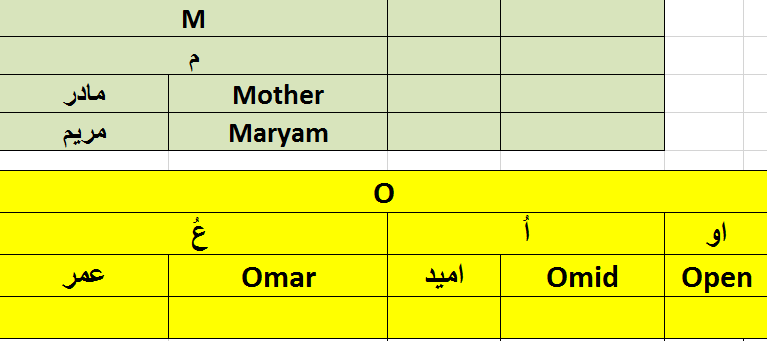 M
م
مادر Mother
مریم Maryam
O
عُ أُ او
عمر Omar امید Omid Open